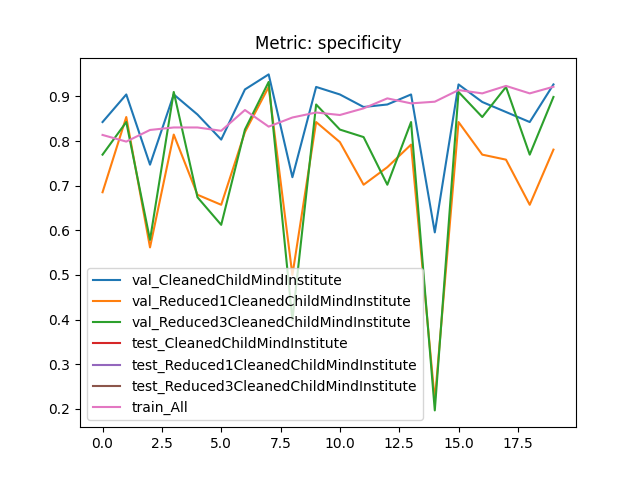 Metric: specificity
0.9
0.8
0.7
0.6
0.5
0.4
0.3
0.2
val_CleanedChildMindInstitute
val_Reduced1CleanedChildMindInstitute
val_Reduced3CleanedChildMindInstitute
test_CleanedChildMindInstitute
test_Reduced1CleanedChildMindInstitute
test_Reduced3CleanedChildMindInstitute
train_All
0.0 2.5 5.0 7.5 10.0 12.5 15.0 17.5